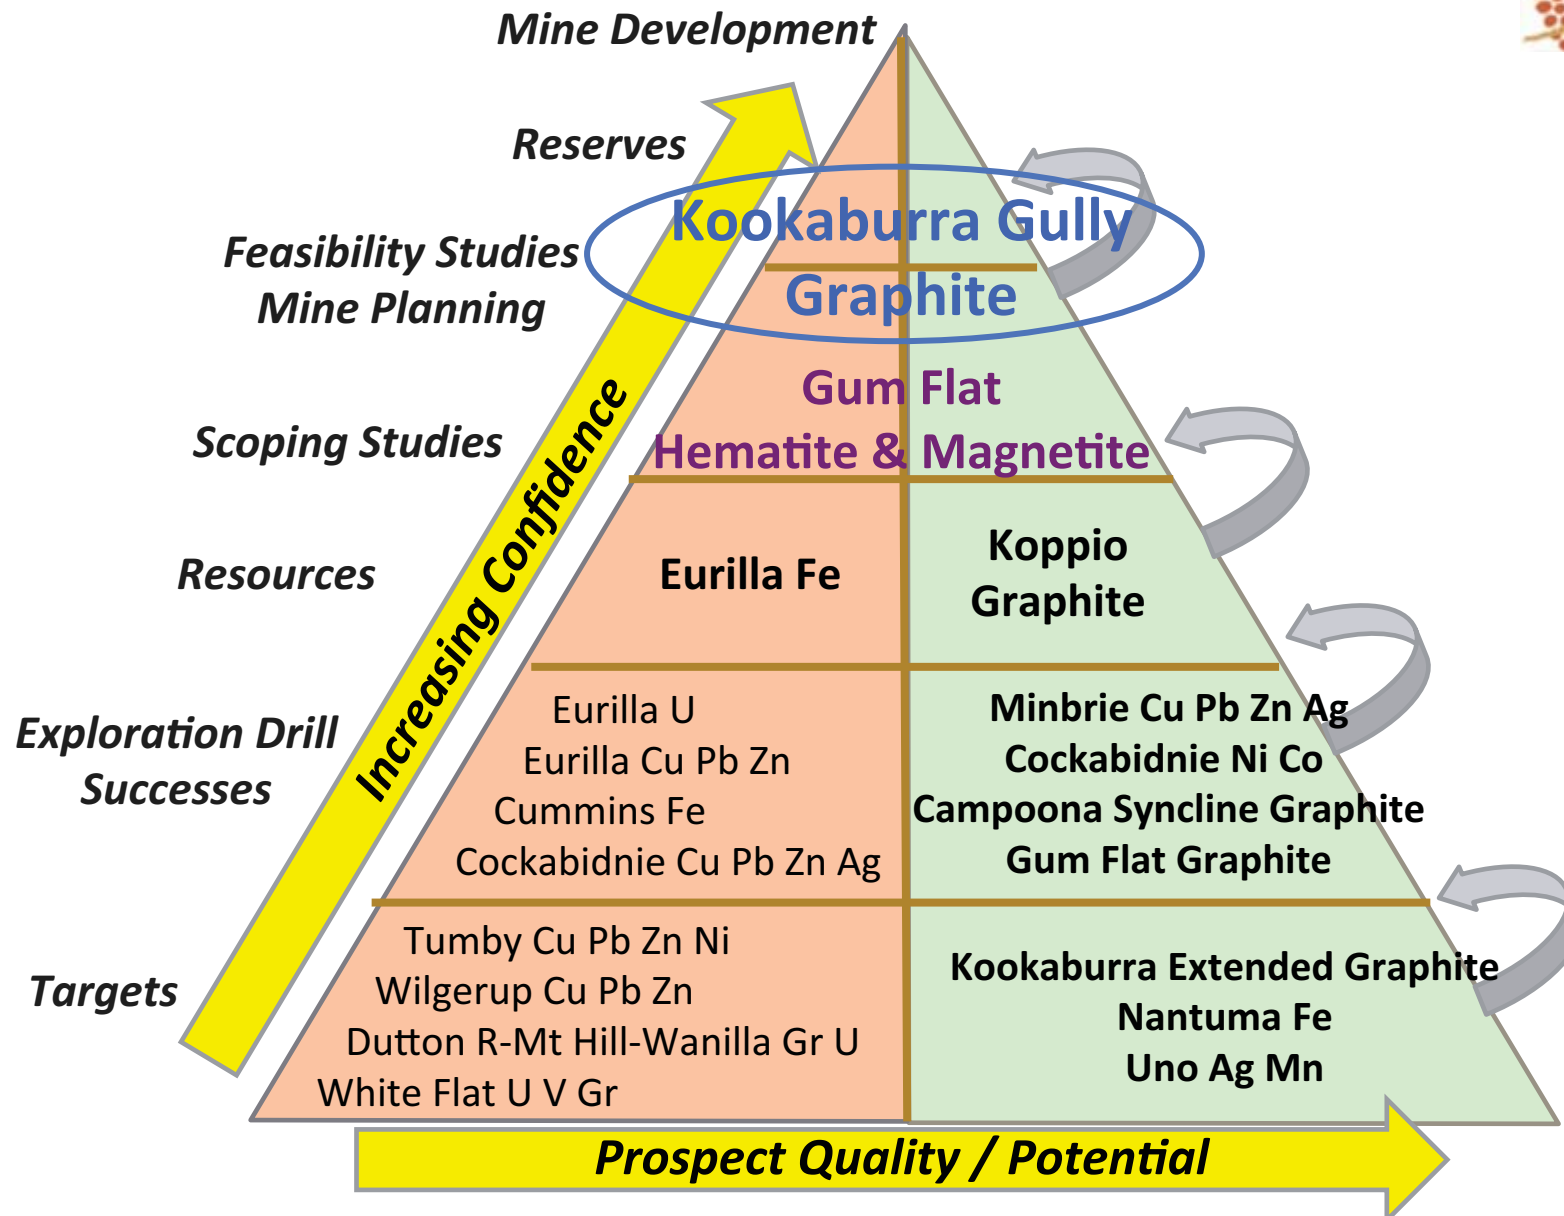 Mine Development
Reserves
Kookaburra Gully
Feasibility Studies
Mine Planning
Graphite
Gum Flat
Scoping Studies
Hematite & Magnetite
Increasing Confidence
Resources
Eurilla Fe
Koppio
Graphite
Exploration Drill
Successes
Eurilla U
Eurilla Cu Pb Zn
Cummins Fe
Cockabidnie Cu Pb Zn Ag
Minbrie Cu Pb Zn Ag
Cockabidnie Ni Co
Campoona Syncline Graphite
Gum Flat Graphite
Targets
Tumby Cu Pb Zn Ni
Wilgerup Cu Pb Zn
Dutton R-Mt Hill-Wanilla Gr U
White Flat U V Gr
Kookaburra Extended Graphite
Nantuma Fe
Uno Ag Mn
Prospect Quality / Potential